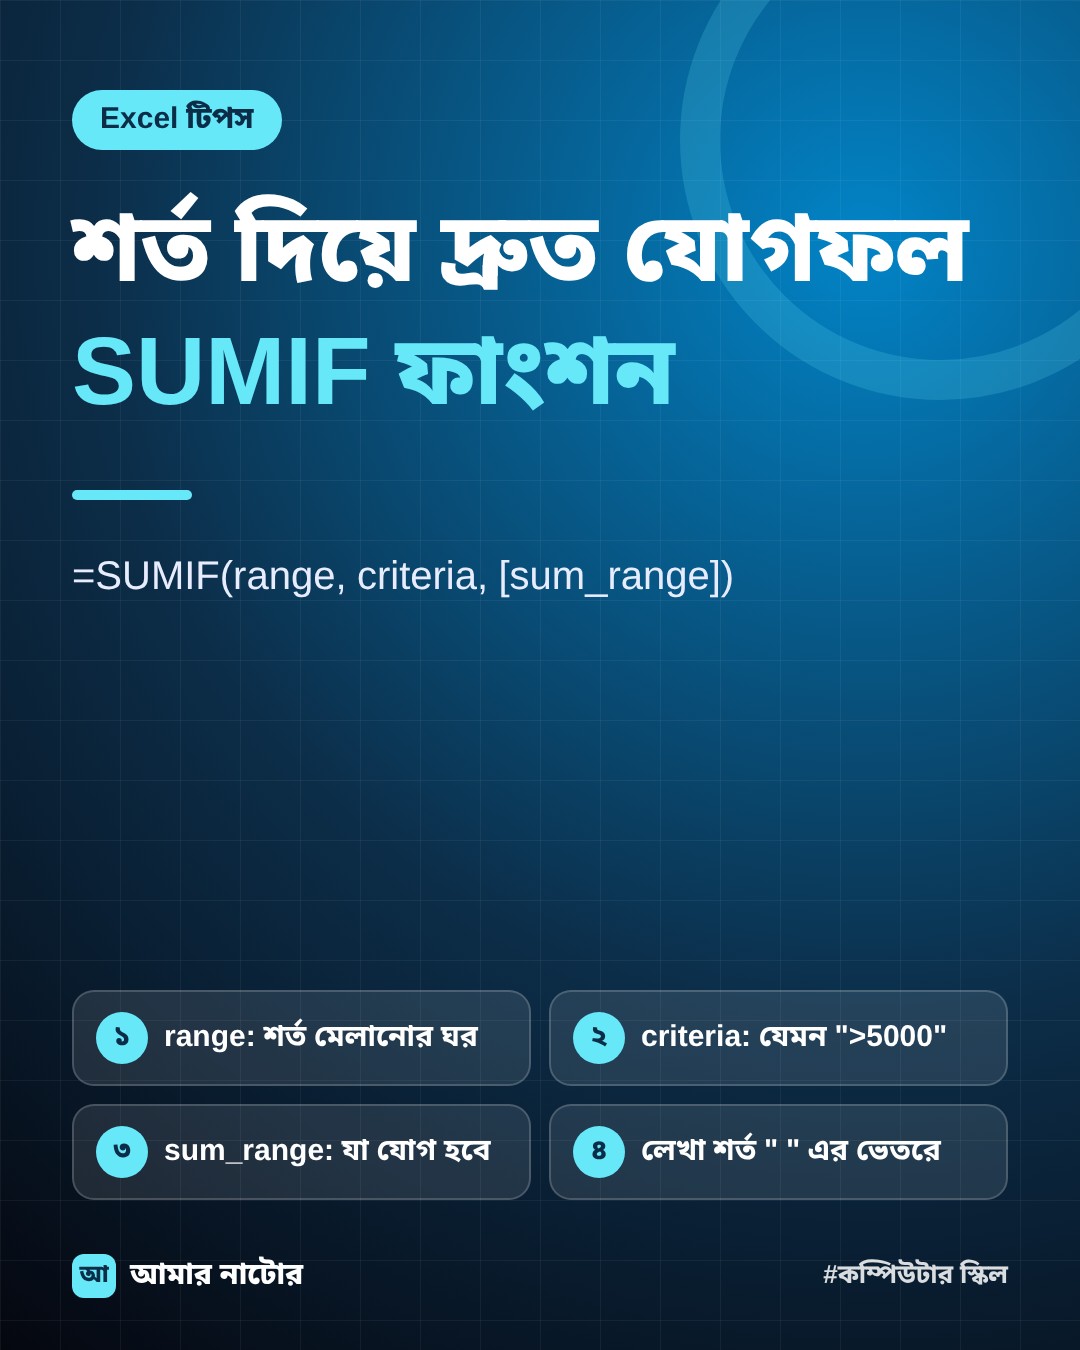 Excel টিপস
শর্ত দিয়ে দ্রুত যোগফল
SUMIF ফাংশন
=SUMIF(range, criteria, [sum_range])
১ range: শর্ত মেলানোর ঘর
২ criteria: যেমন ">5000"
৩ sum_range: যা যোগ হবে
৪ লেখা শর্ত " " এর ভেতরে
আ আমার নাটোর
#কম্পিউটার স্কিল